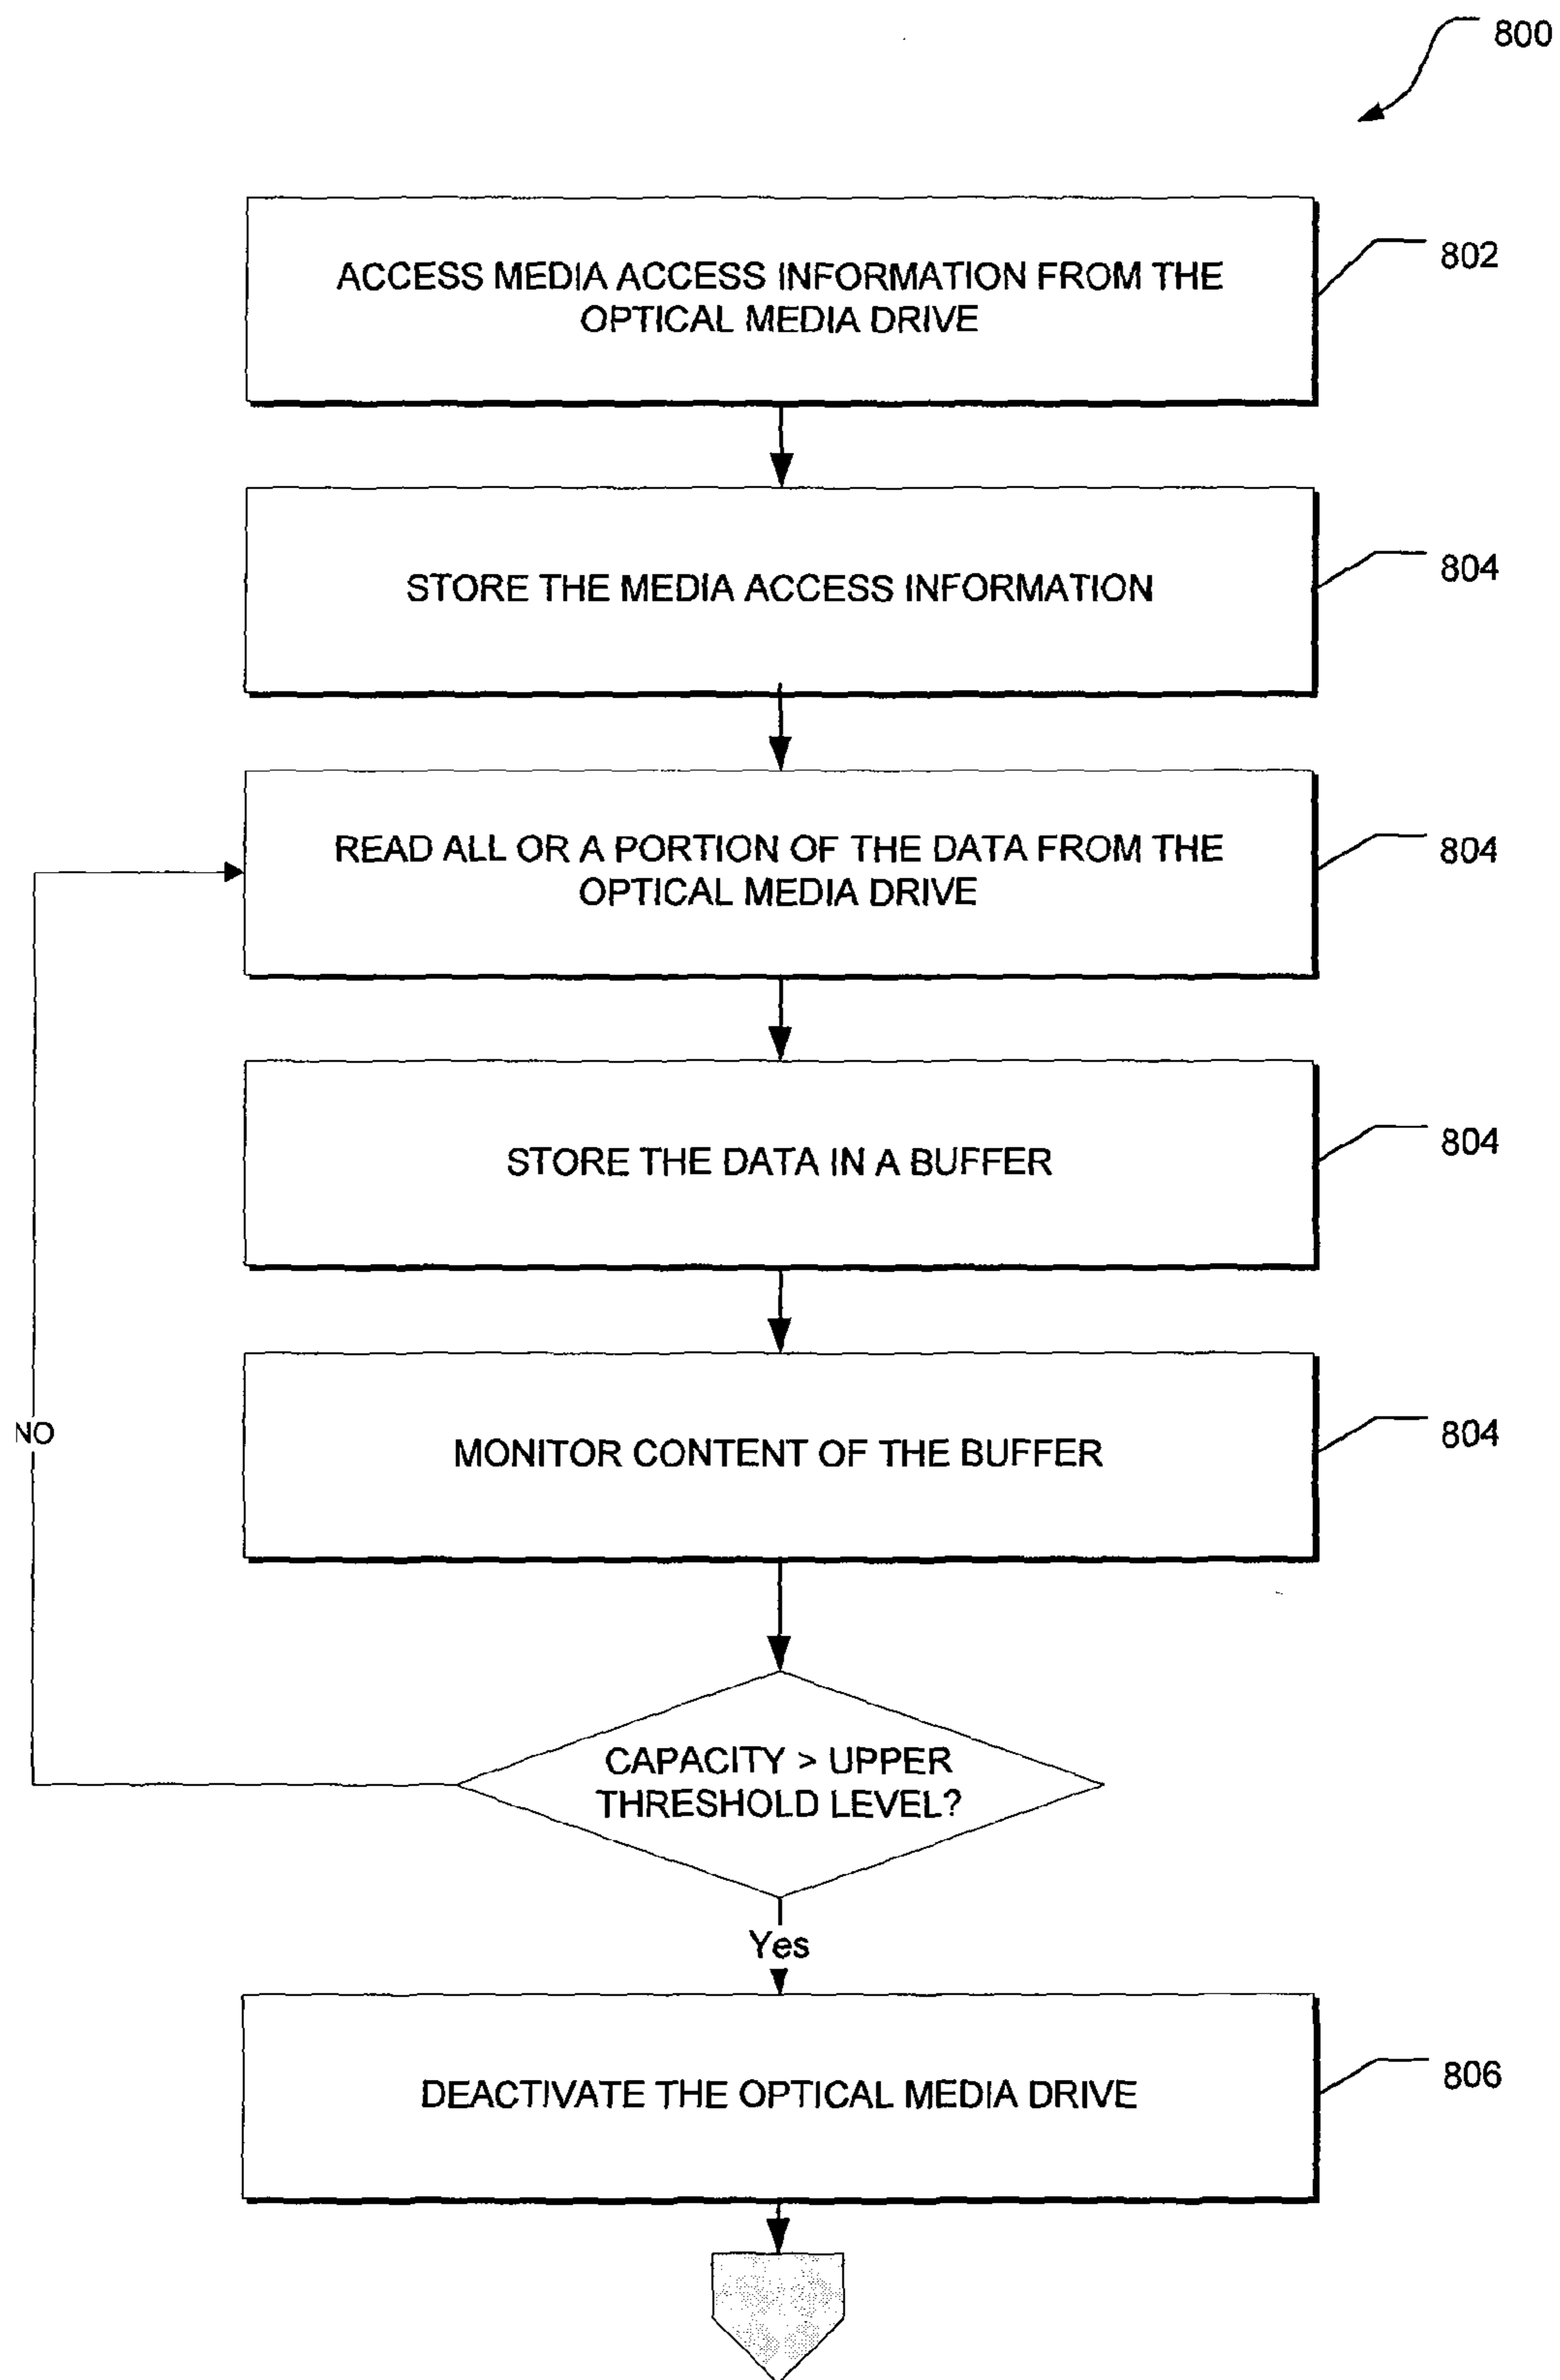 800
ACCESS MEDIA ACCESS INFORMATION FROM THE
OPTICAL MEDIA DRIVE
802
STORE THE MEDIA ACCESS INFORMATION
804
READ ALL OR A PORTION OF THE DATA FROM THE
OPTICAL MEDIA DRIVE
804
STORE THE DATA IN A BUFFER
804
MONITOR CONTENT OF THE BUFFER
804
NO
CAPACITY > UPPER
THRESHOLD LEVEL?
Yes
DEACTIVATE THE OPTICAL MEDIA DRIVE
806